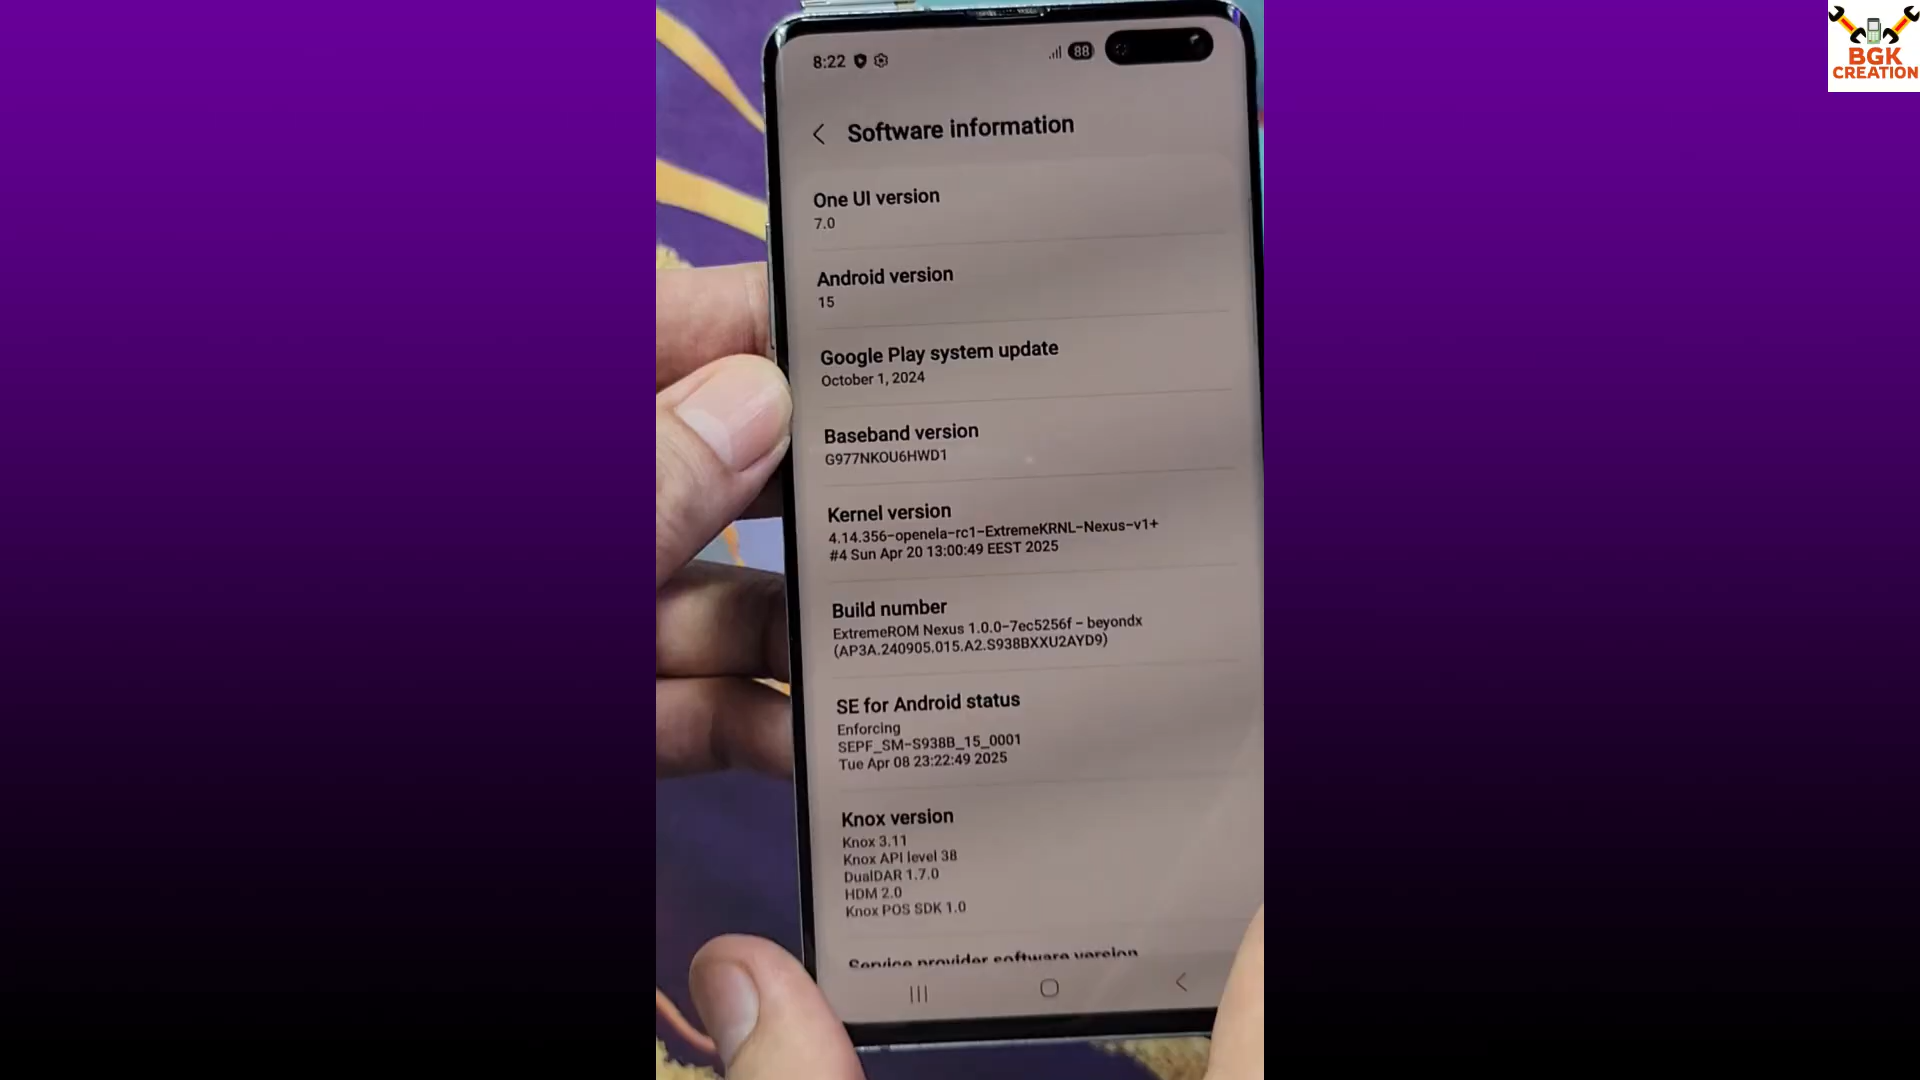 8:22
88
BGK
CREATION
Software information
One UI version
7.0
Android version
15
Google Play system update
October 1, 2024
Baseband version
G977NKOU6HWD1
Kernel version
4.14.356-openela-rc1-ExtremeKRNL-Nexus-v1+
#4 Sun Apr 20 13:00:49 EEST 2025
Build number
ExtremeROM Nexus 1.0.0-7ec5256f - beyondx
(AP3A.240905.015.A2.S938BXXU2AYD9)
SE for Android status
Enforcing
SEPF_SM-S938B_15_0001
Tue Apr 08 23:22:49 2025
Knox version
Knox 3.11
Knox API level 38
DualDAR 1.7.0
HDM 2.0
Knox POS SDK 1.0
Service provider software version